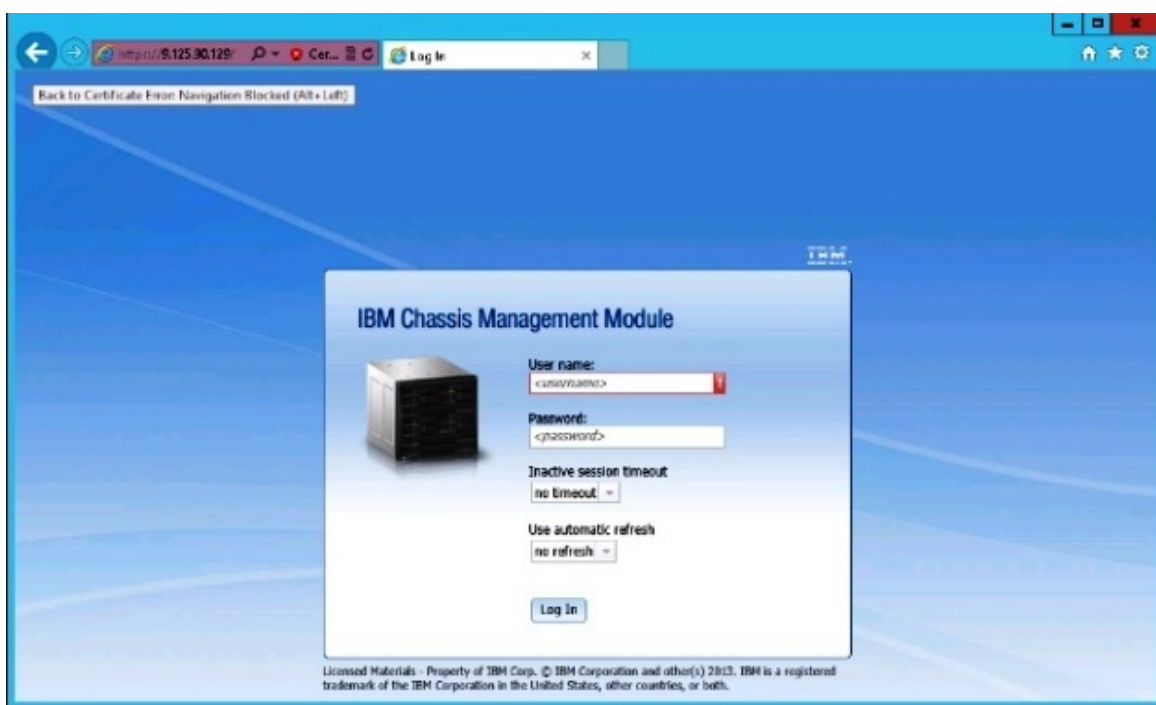 https://9.125.90.129/
Cer...
Log In
Back to Certificate Error: Navigation Blocked (Alt+Left)
IBM.
IBM Chassis Management Module
User name:
<username>
Password:
<password>
Inactive session timeout
no timeout
Use automatic refresh
no refresh
Log In
Licensed Materials - Property of IBM Corp. © IBM Corporation and other(s) 2013. IBM is a registered
trademark of the IBM Corporation in the United States, other countries, or both.